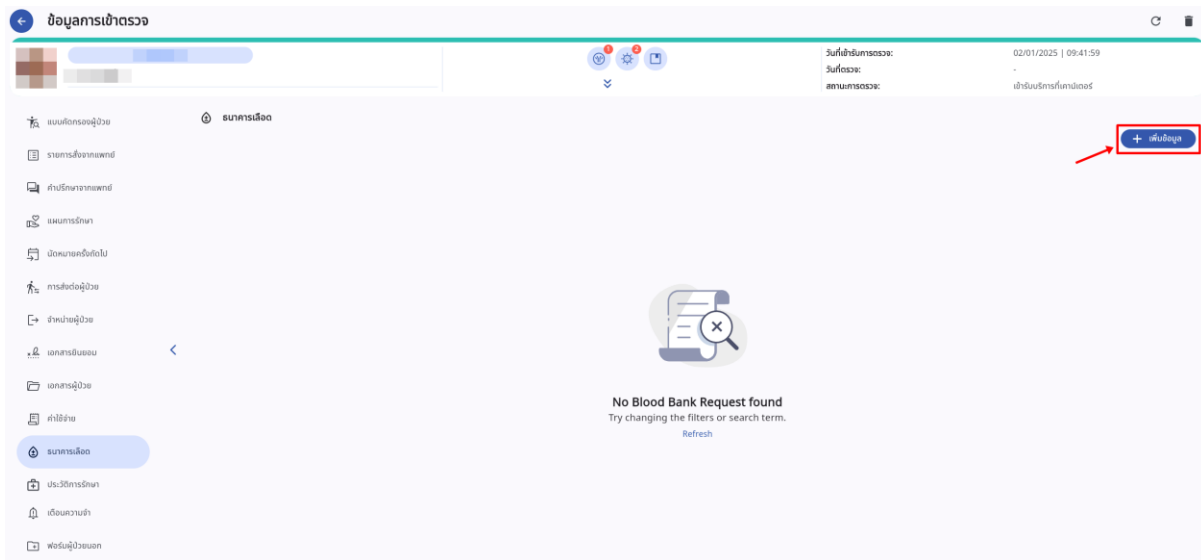 ข้อมูลการเข้าตรวจ
1
2
วันที่เข้ารับการตรวจ: 02/01/2025 | 09:41:59
วันที่ตรวจ: -
สถานะการตรวจ: เข้ารับบริการที่เคาน์เตอร์
แบบคัดกรองผู้ป่วย
ธนาคารเลือด
เพิ่มข้อมูล
รายการสั่งจากแพทย์
คำปรึกษาจากแพทย์
แผนการรักษา
นัดหมายครั้งถัดไป
การส่งต่อผู้ป่วย
จำหน่ายผู้ป่วย
เอกสารยินยอม
เอกสารผู้ป่วย
ค่าใช้จ่าย
ธนาคารเลือด
ประวัติการรักษา
เตือนความจำ
ฟอร์มผู้ป่วยนอก
No Blood Bank Request found
Try changing the filters or search term.
Refresh